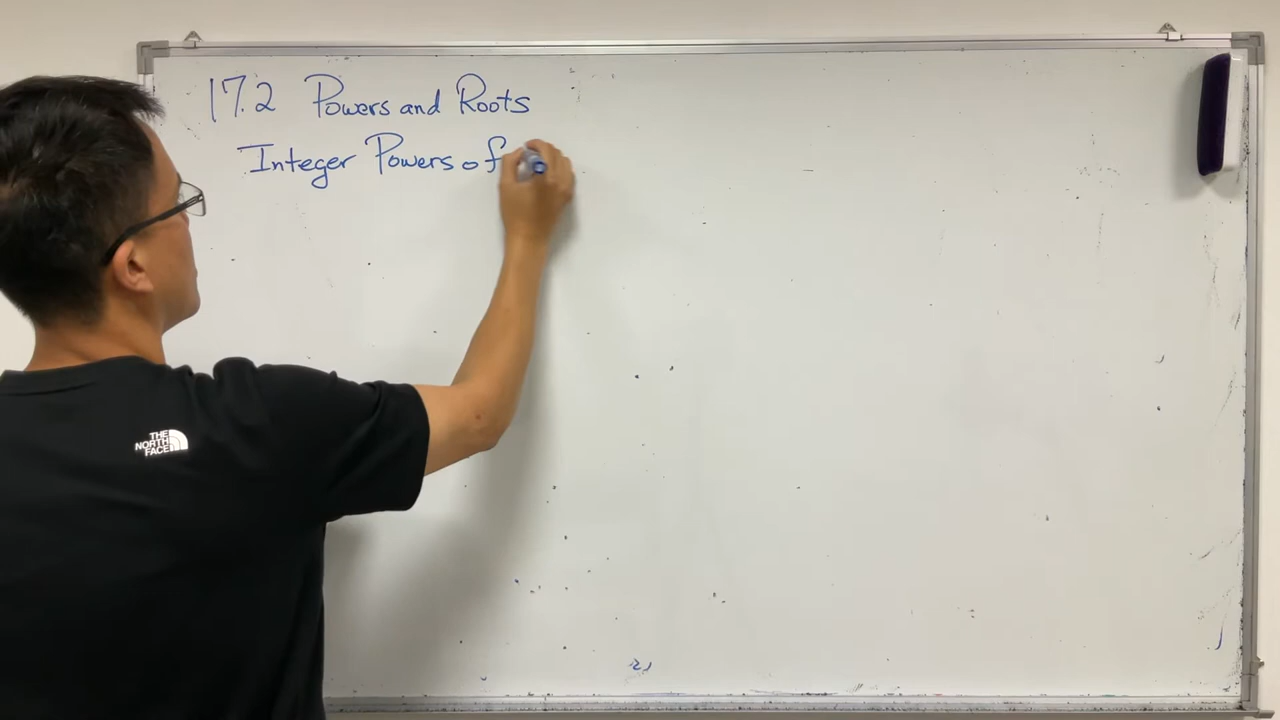 17.2 Powers and Roots
Integer Powers of
THE
NORTH
FACE